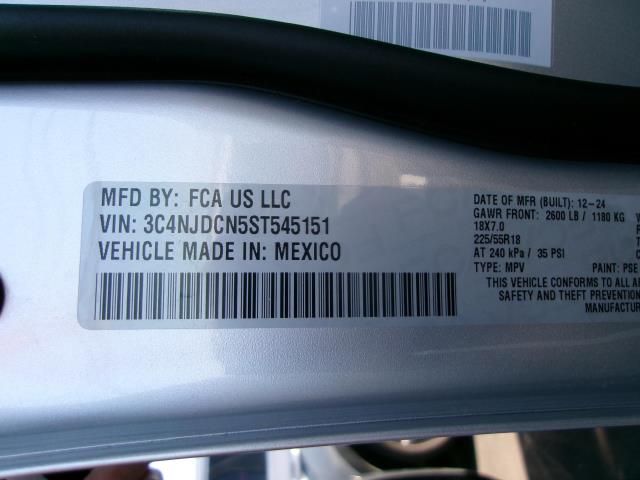 MFD BY: FCA US LLC
VIN: 3C4NJDCN5ST545151
VEHICLE MADE IN: MEXICO
DATE OF MFR (BUILT): 12-24
GAWR FRONT: 2600 LB / 1180 KG
18X7.0
225/55R18
AT 240 kPa / 35 PSI
TYPE: MPV PAINT: PSE
THIS VEHICLE CONFORMS TO ALL
SAFETY AND THEFT PREVENTION
MANUFACTUR